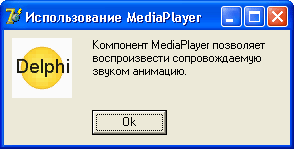 Использование MediaPlayer
Delphi
Компонент MediaPlayer позволяет
воспроизвести сопровождаемую
звуком анимацию.
Ok